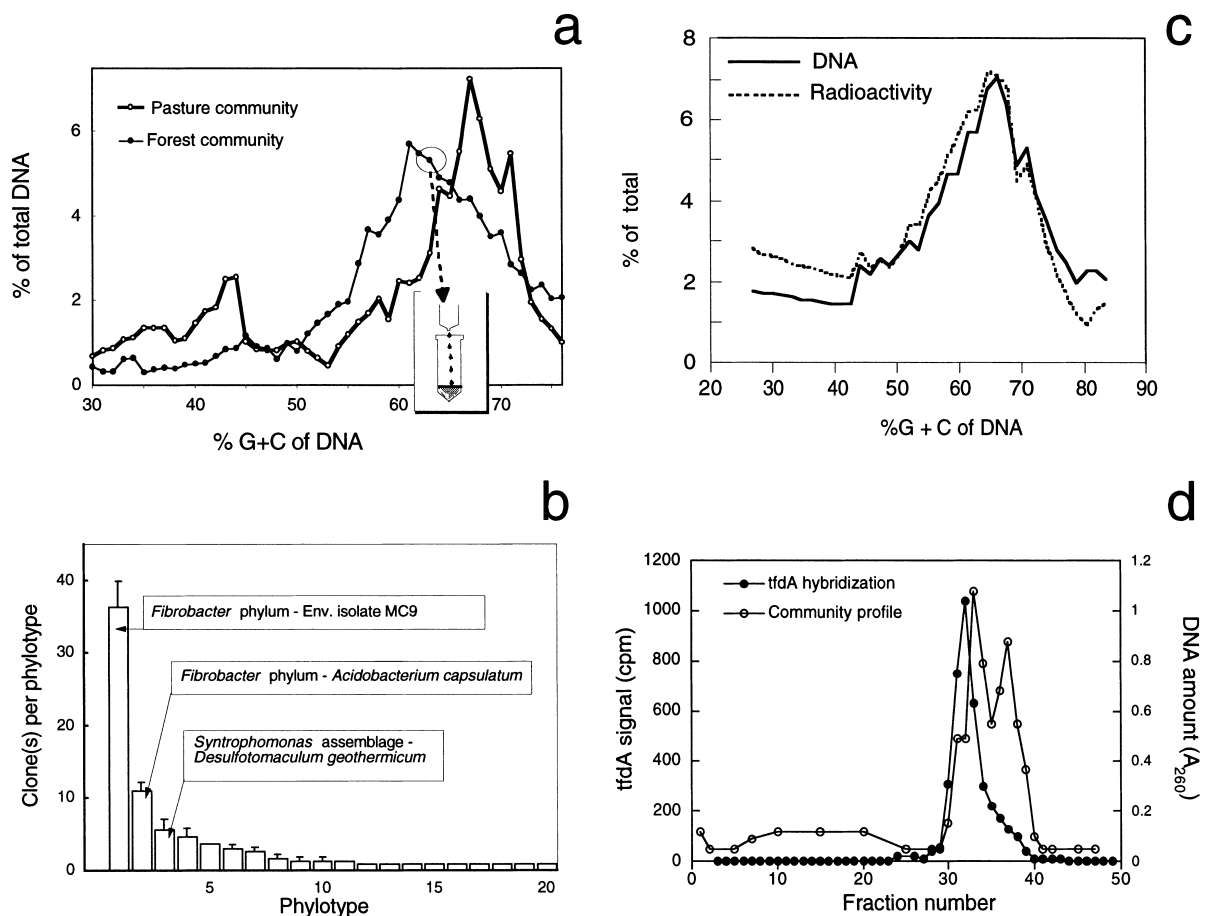 a
Pasture community
Forest community
% of total DNA
6
4
2
0
30
40
50
60
70
% G+C of DNA
c
DNA
Radioactivity
% of total
8
6
4
2
0
20
30
40
50
60
70
80
90
%G + C of DNA
b
Clone(s) per phylotype
40
30
20
10
0
Fibrobacter phylum - Env. isolate MC9
Fibrobacter phylum - Acidobacterium capsulatum
Syntrophomonas assemblage -
Desulfotomaculum geothermicum
5
10
15
20
Phylotype
d
tfdA hybridization
Community profile
tfdA signal (cpm)
1200
1000
800
600
400
200
0
DNA amount (A260)
1.2
1
0.8
0.6
0.4
0.2
0
0
10
20
30
40
50
Fraction number